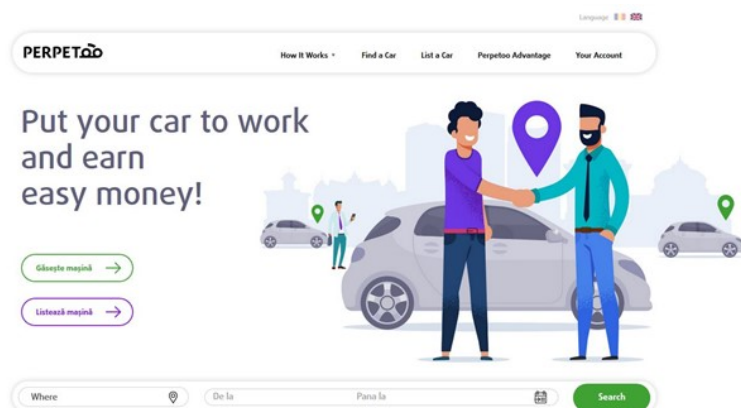 Language
PERPETOO
How It Works
Find a Car
List a Car
Perpetoo Advantage
Your Account
Put your car to work
and earn
easy money!
Găsește mașină
Listează mașină
Where
De la
Pana la
Search